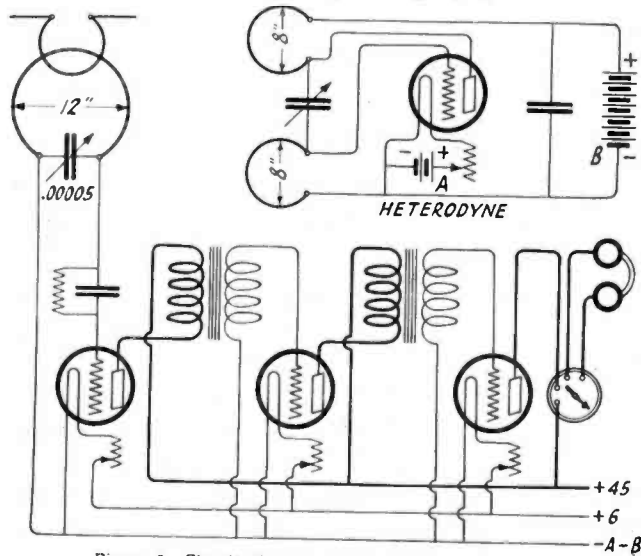 8"
12"
.00005
8"
- +
A
+
B
-
HETERODYNE
+45
+6
-A-B